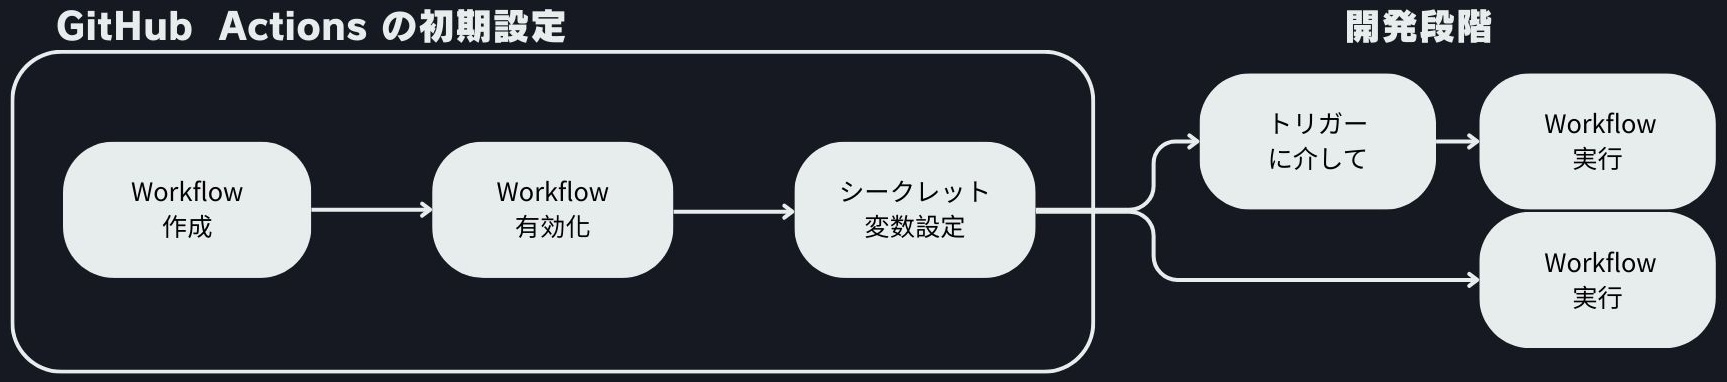 GitHub Actions の初期設定
開発段階
Workflow
作成
Workflow
有効化
シークレット
変数設定
トリガー
に介して
Workflow
実行
Workflow
実行